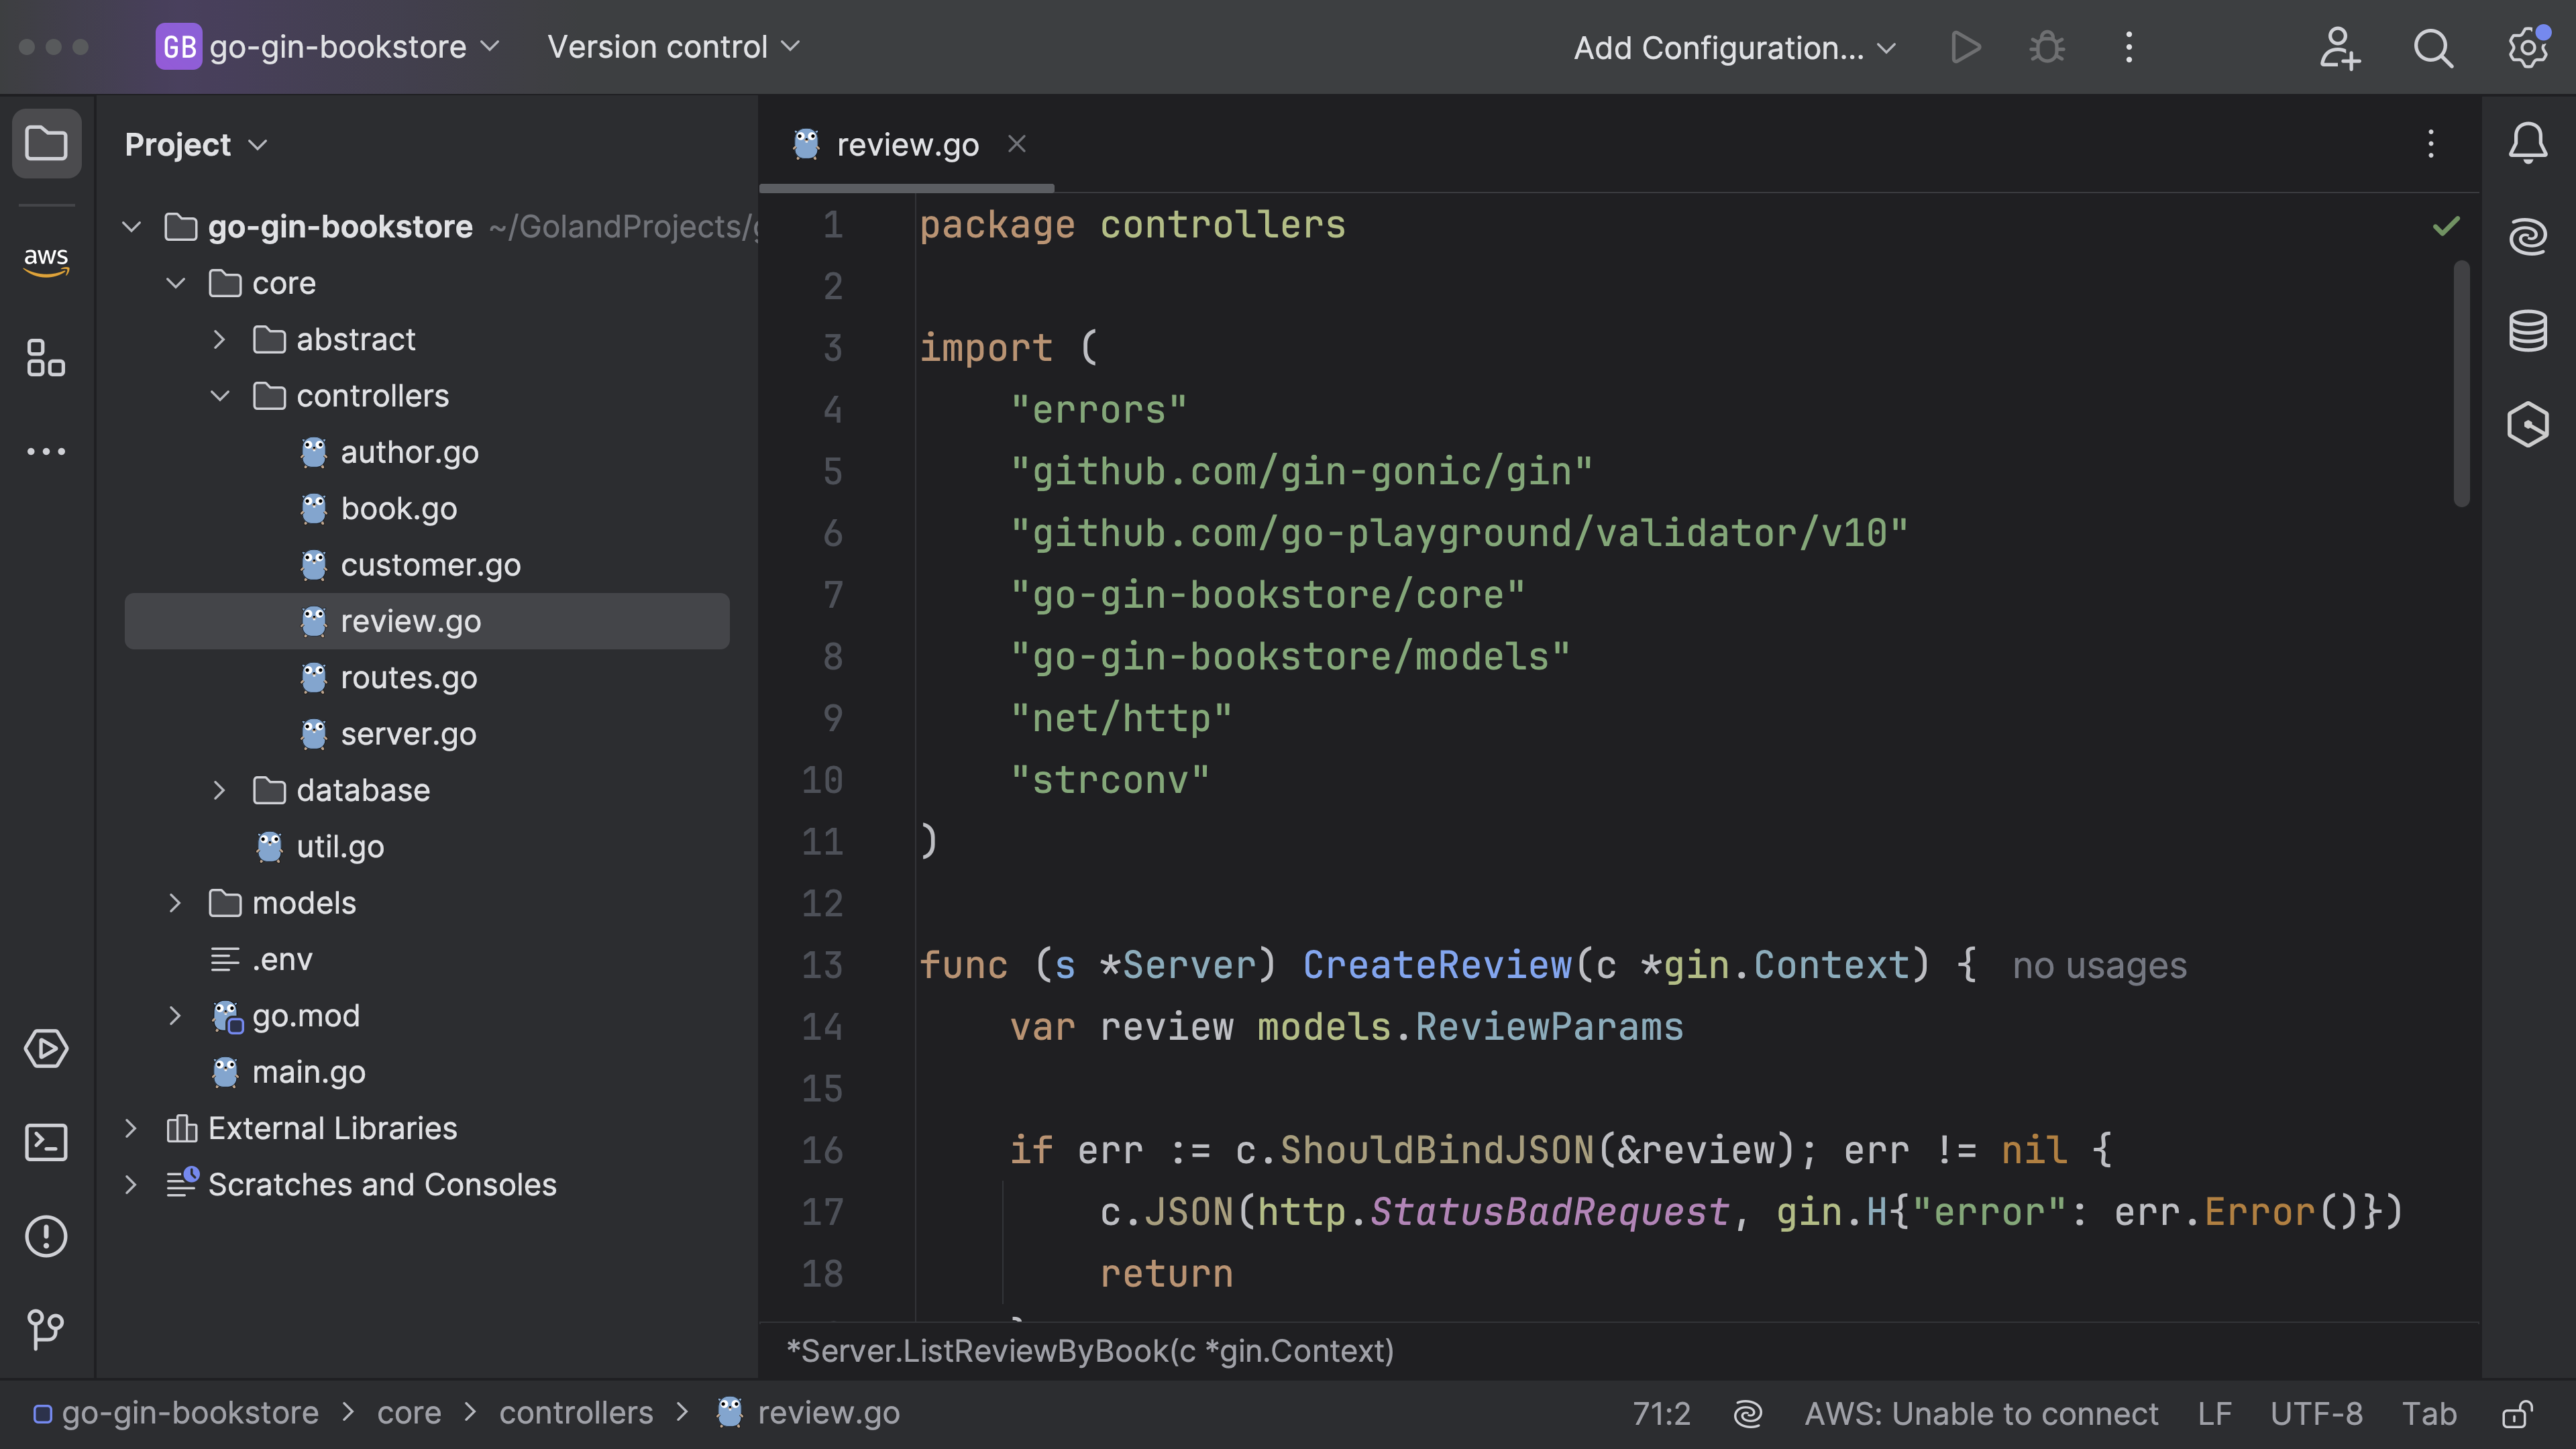 GB go-gin-bookstore Version control Add Configuration...
Project
go-gin-bookstore ~/GolandProjects/
core
abstract
controllers
author.go
book.go
customer.go
review.go
routes.go
server.go
database
util.go
models
.env
go.mod
main.go
External Libraries
Scratches and Consoles
aws
review.go
1 package controllers
2
3 import (
4 "errors"
5 "github.com/gin-gonic/gin"
6 "github.com/go-playground/validator/v10"
7 "go-gin-bookstore/core"
8 "go-gin-bookstore/models"
9 "net/http"
10 "strconv"
11 )
12
13 func (s *Server) CreateReview(c *gin.Context) { no usages
14 var review models.ReviewParams
15
16 if err := c.ShouldBindJSON(&review); err != nil {
17 c.JSON(http.StatusBadRequest, gin.H{"error": err.Error()})
18 return
*Server.ListReviewByBook(c *gin.Context)
go-gin-bookstore > core > controllers > review.go 71:2 AWS: Unable to connect LF UTF-8 Tab